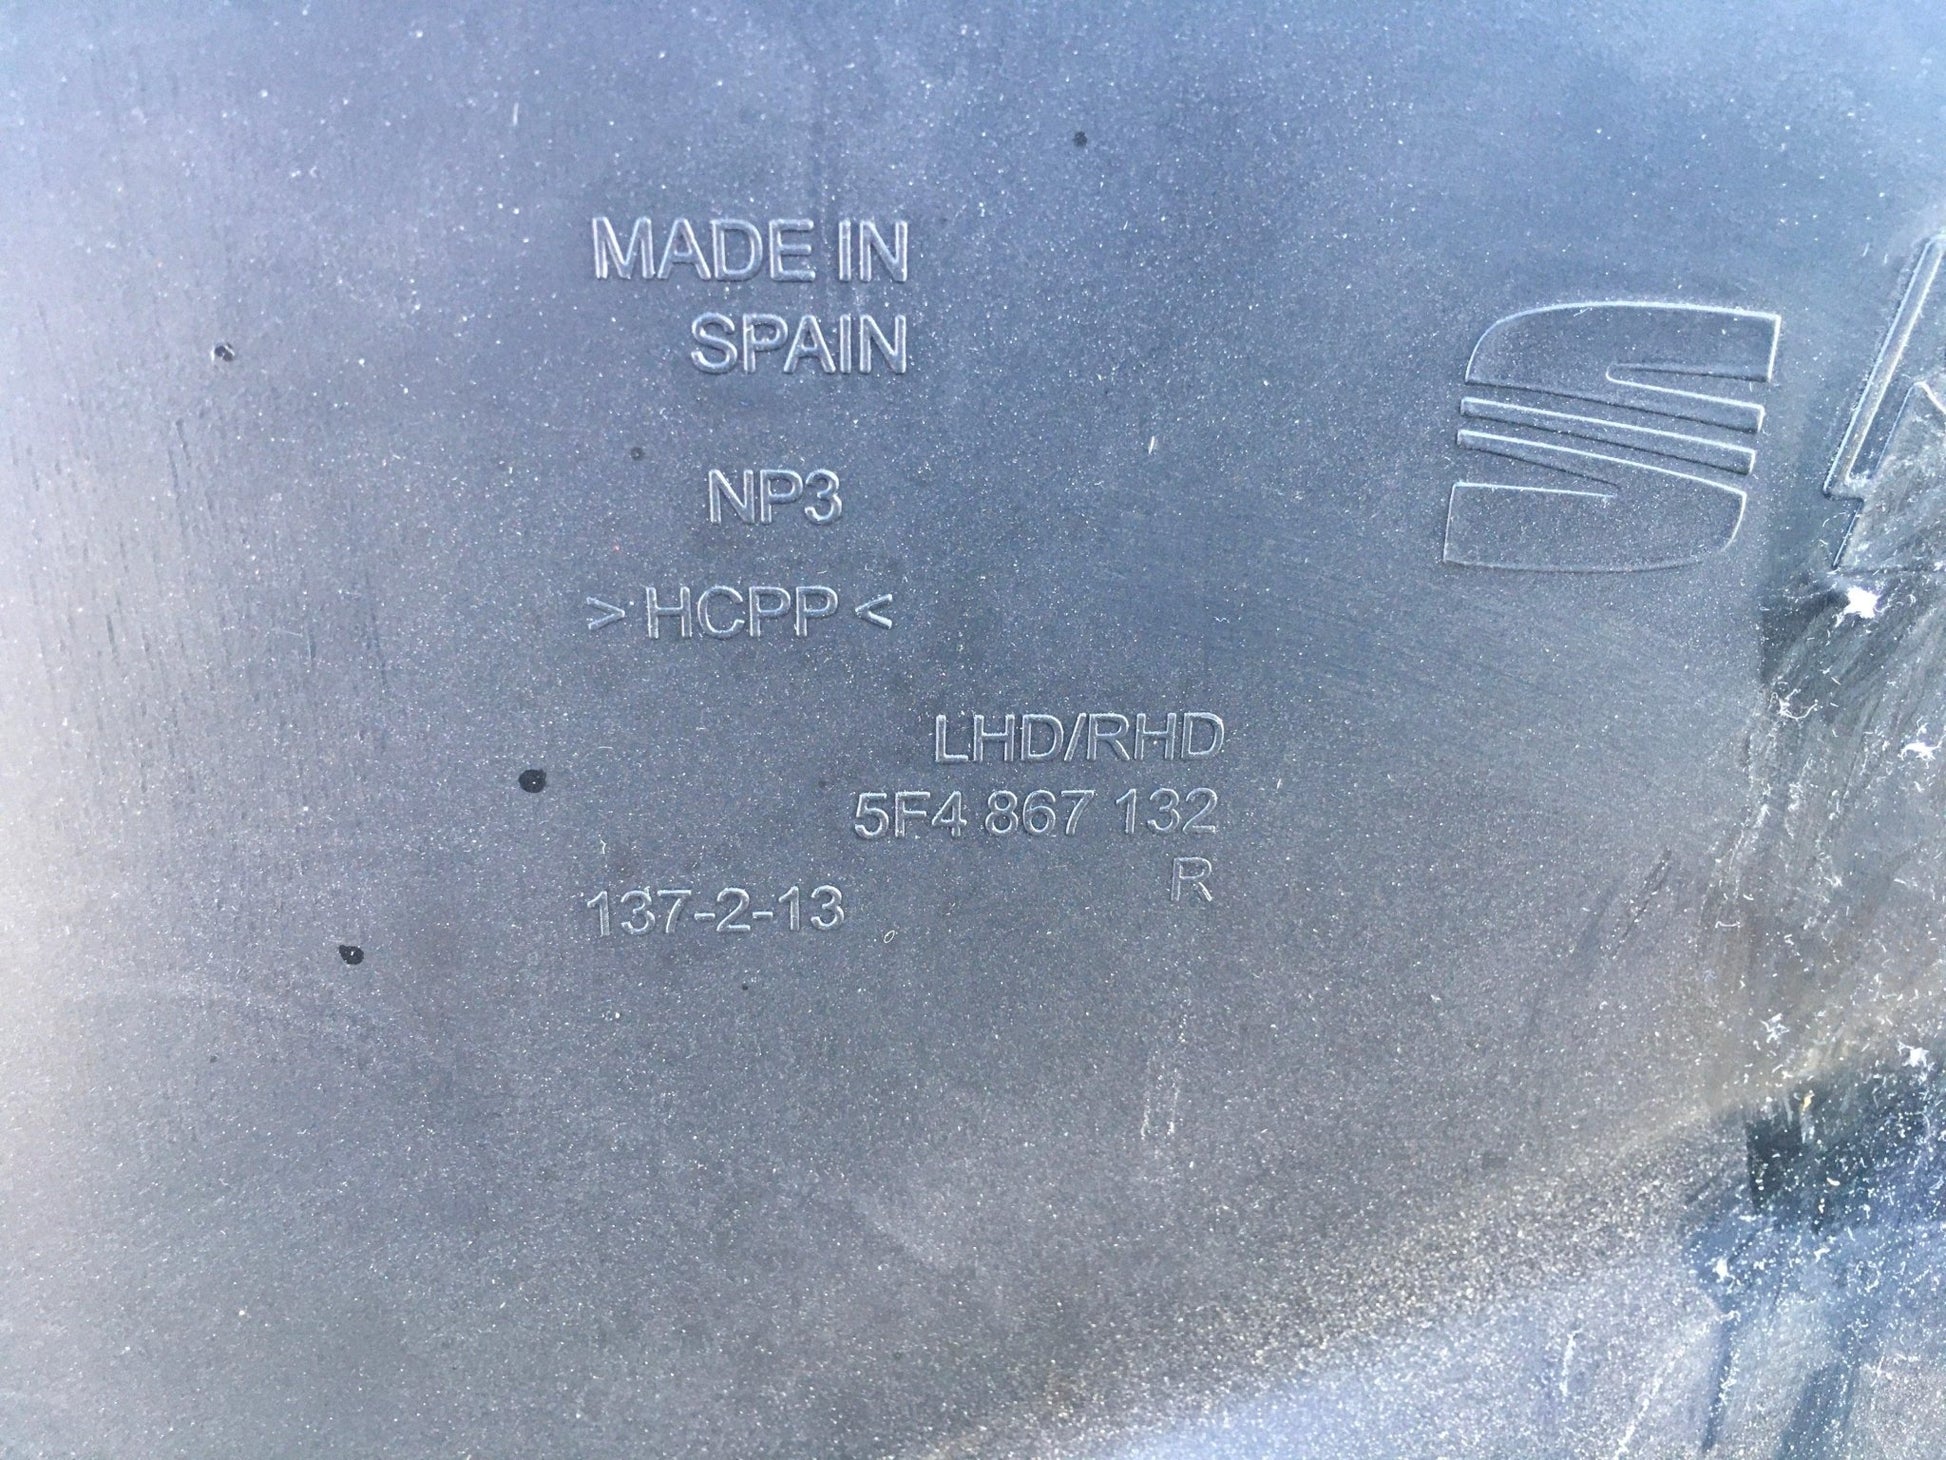 MADE IN
SPAIN
NP3
> HCPP <
LHD/RHD
5F4 867 132
R
137-2-13